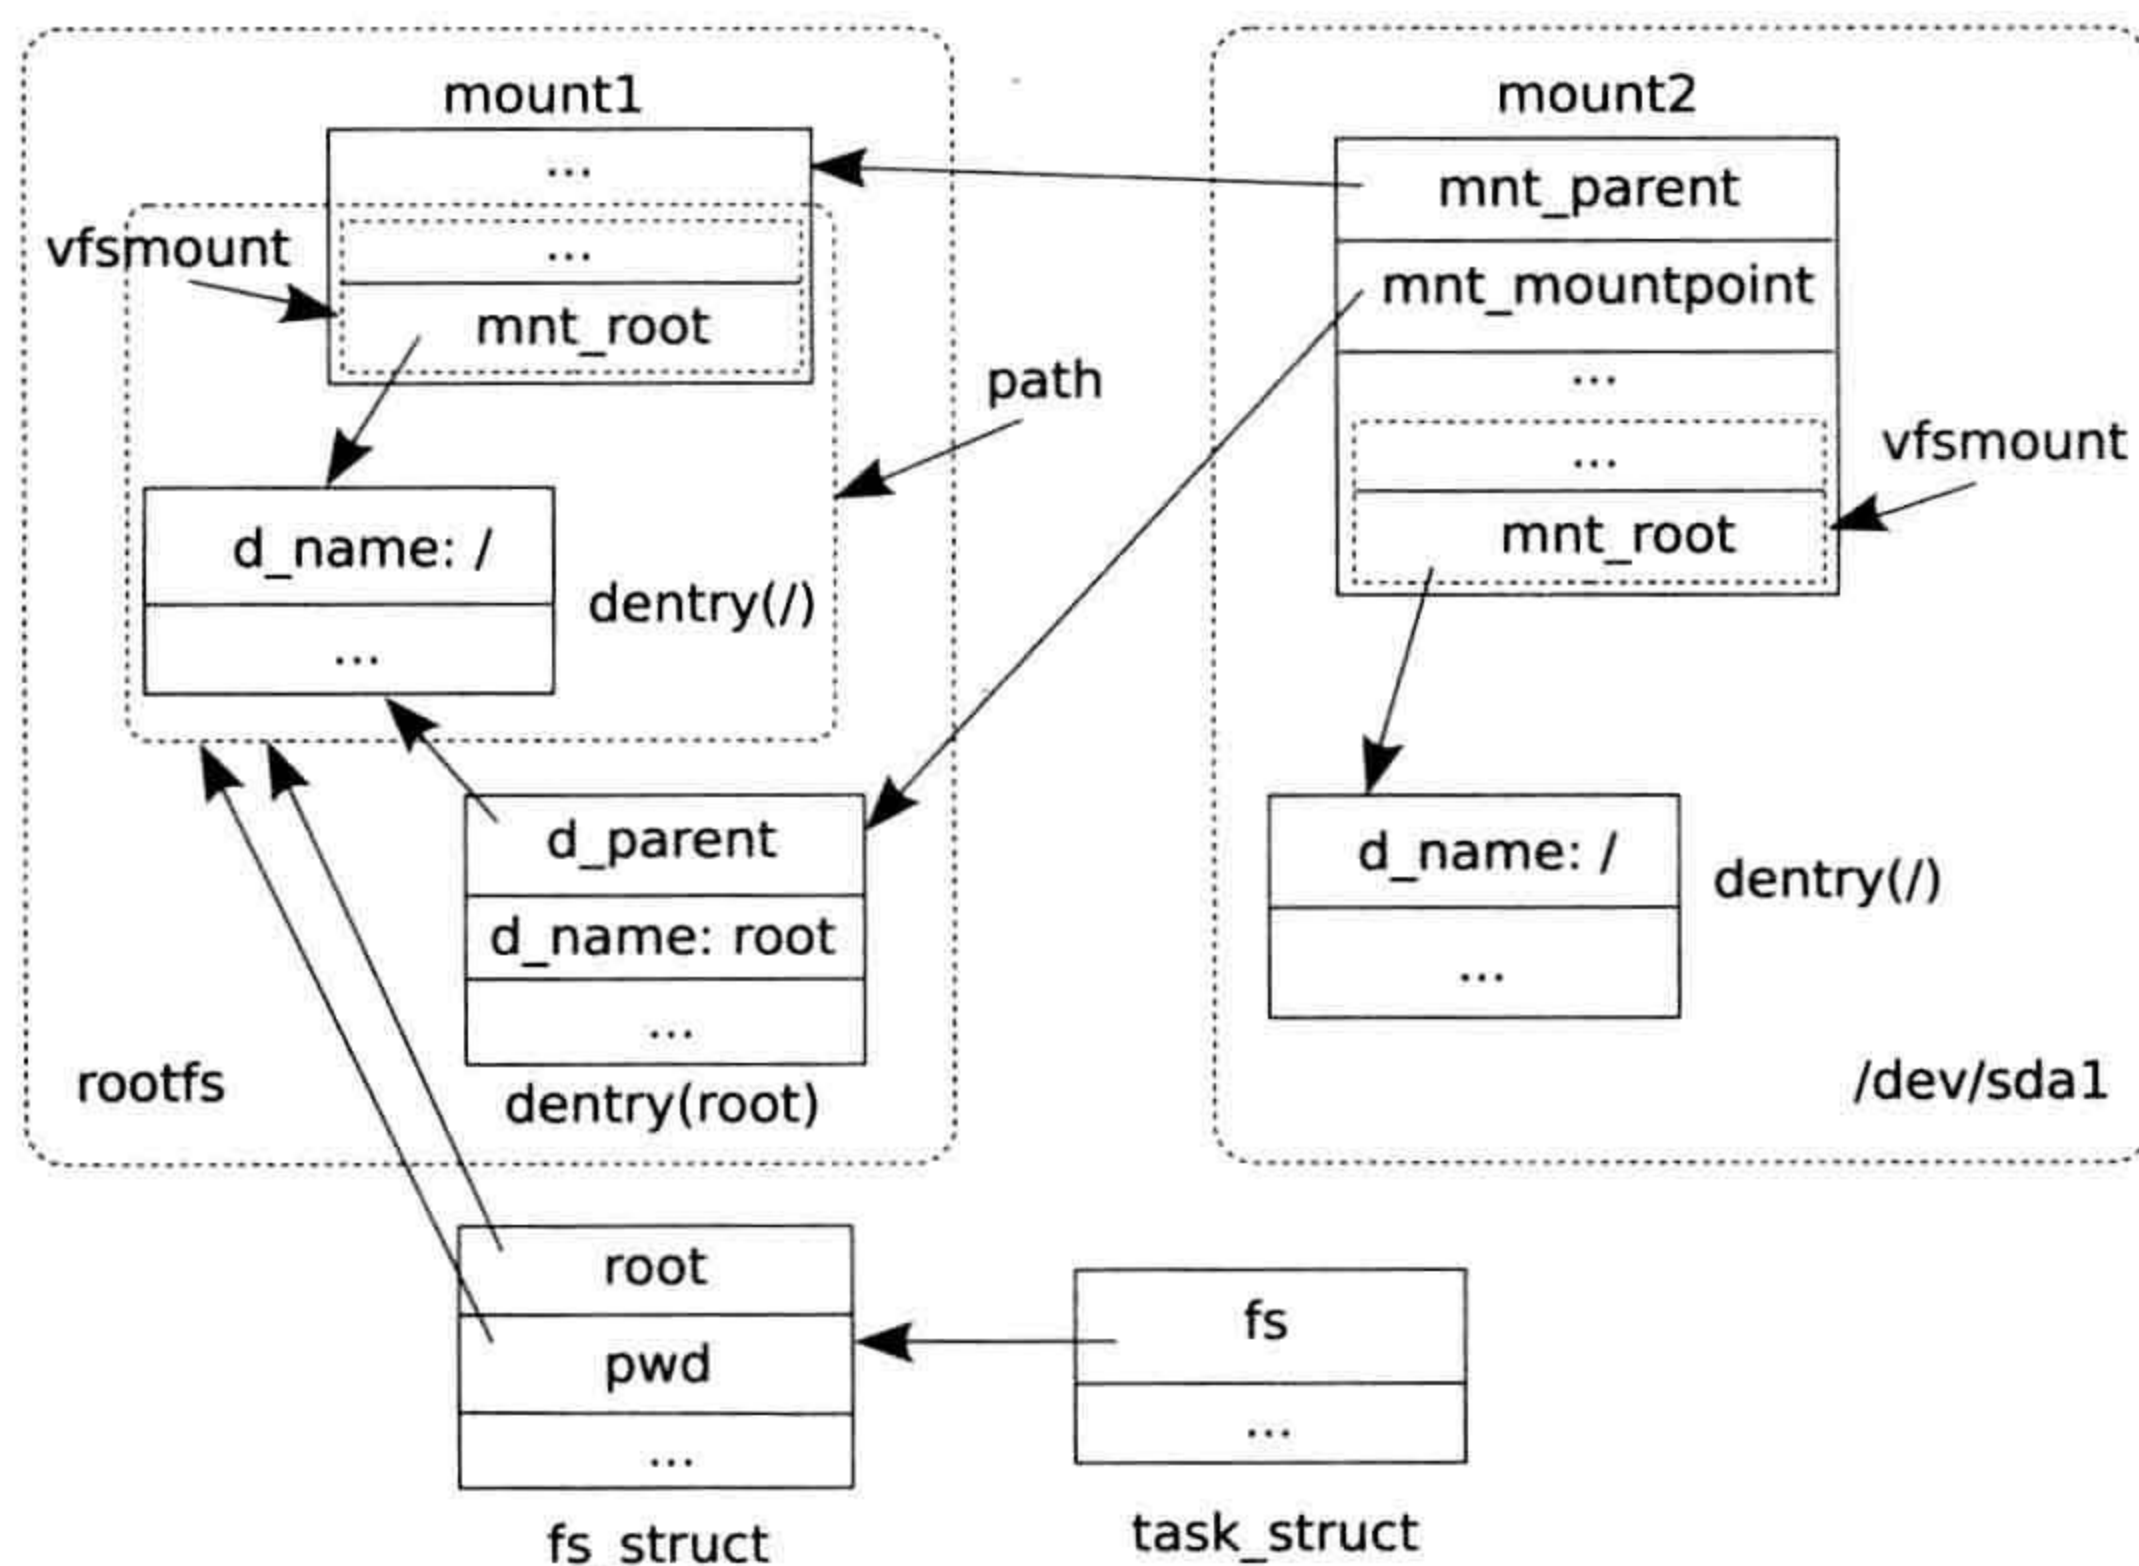 mount1
...
vfsmount
...
mnt_root
path
d_name: /
dentry(/)
...
d_parent
d_name: root
...
rootfs
dentry(root)
mount2
mnt_parent
mnt_mountpoint
...
...
vfsmount
mnt_root
d_name: /
dentry(/)
...
/dev/sda1
root
pwd
...
fs_struct
fs
...
task_struct